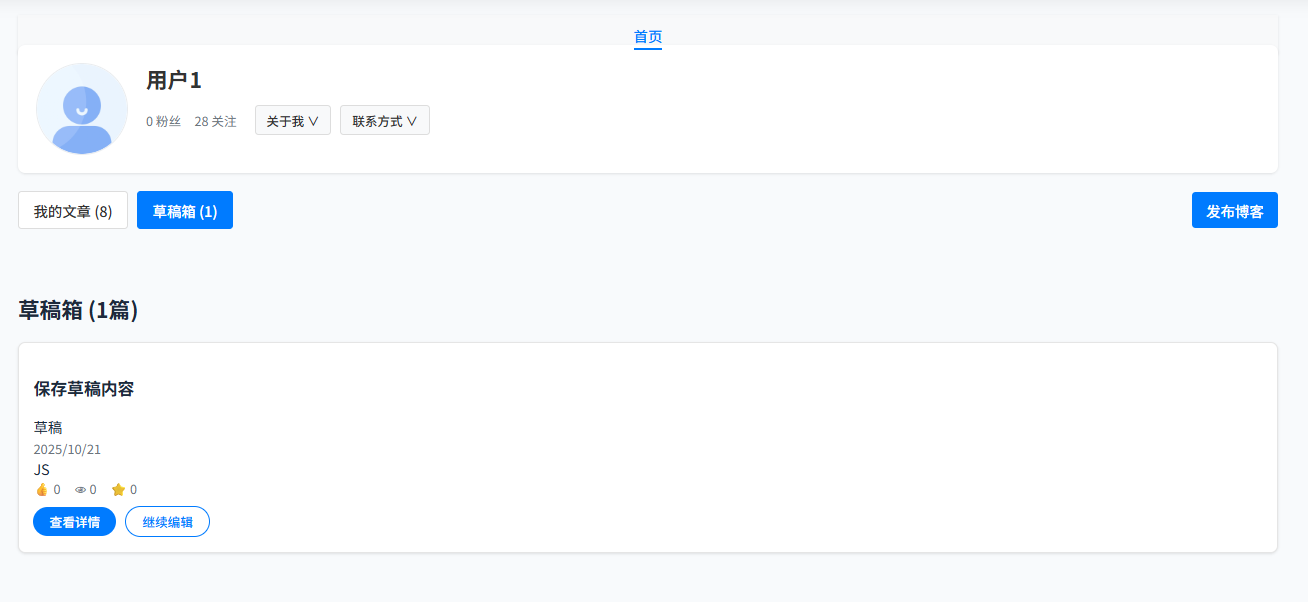 首页
用户1
0 粉丝 28 关注 关于我 ∨ 联系方式 ∨
我的文章 (8) 草稿箱 (1) 发布博客
草稿箱 (1篇)
保存草稿内容
草稿
2025/10/21
JS
👍 0 👁 0 ⭐ 0
查看详情 继续编辑